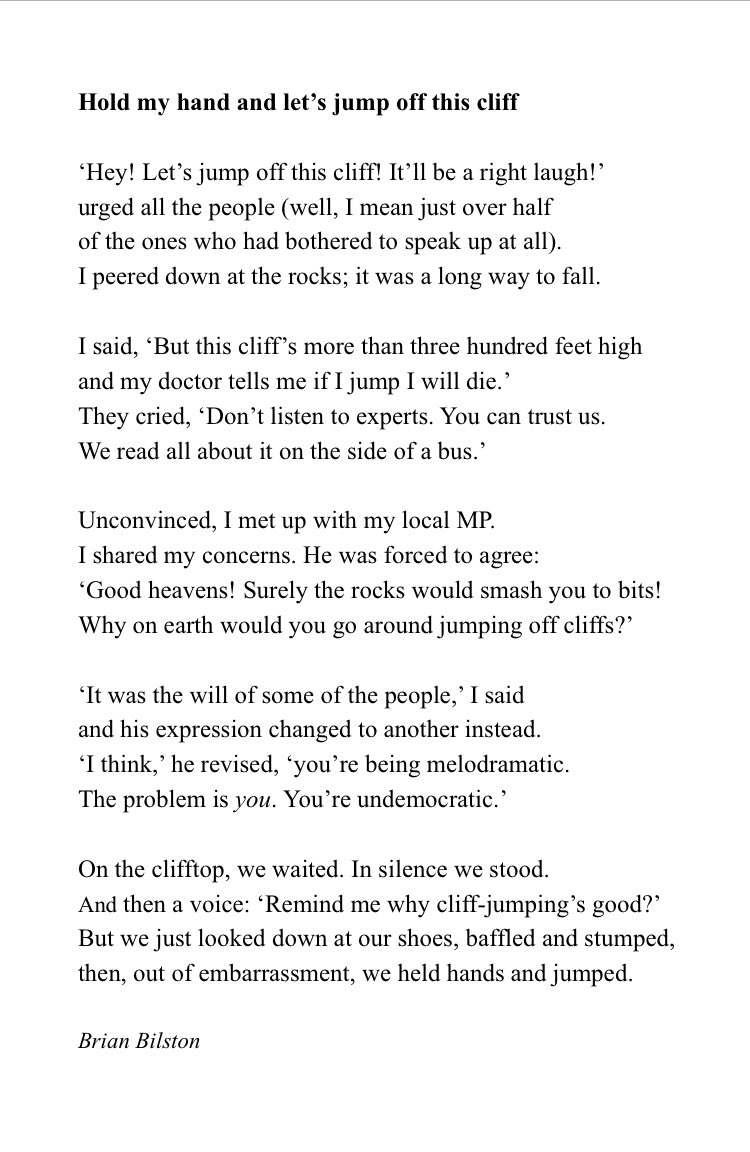 Hold my hand and let’s jump off this cliff
‘Hey! Let’s jump off this cliff! It’ll be a right laugh!’
urged all the people (well, I mean just over half
of the ones who had bothered to speak up at all).
I peered down at the rocks; it was a long way to fall.
I said, ‘But this cliff’s more than three hundred feet high
and my doctor tells me if I jump I will die.’
They cried, ‘Don’t listen to experts. You can trust us.
We read all about it on the side of a bus.’
Unconvinced, I met up with my local MP.
I shared my concerns. He was forced to agree:
‘Good heavens! Surely the rocks would smash you to bits!
Why on earth would you go around jumping off cliffs?’
‘It was the will of some of the people,’ I said
and his expression changed to another instead.
‘I think,’ he revised, ‘you’re being melodramatic.
The problem is you. You’re undemocratic.’
On the clifftop, we waited. In silence we stood.
And then a voice: ‘Remind me why cliff-jumping’s good?’
But we just looked down at our shoes, baffled and stumped,
then, out of embarrassment, we held hands and jumped.
Brian Bilston